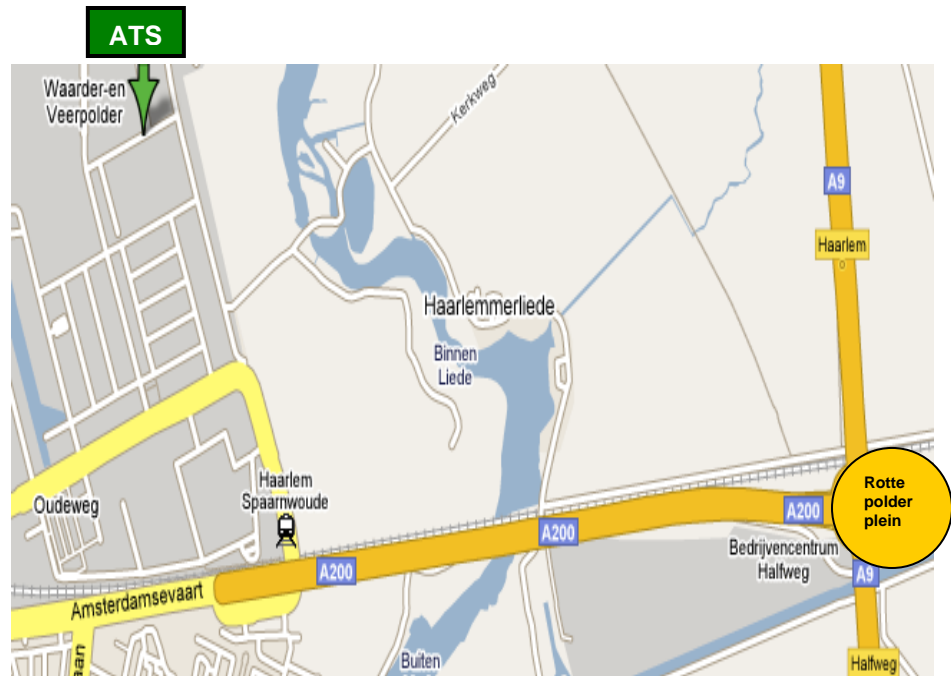 ATS
Waarder-en
Veerpolder
Kerkweg
A9
Haarlem
Haarlemmerliede
Binnen
Liede
Haarlem
Spaarnwoude
Oudeweg
Rotte
polder
plein
A200
A200
A200
Bedrijvencentrum
Halfweg
A9
Amsterdamsevaart
aan
Buiten
Halfweg